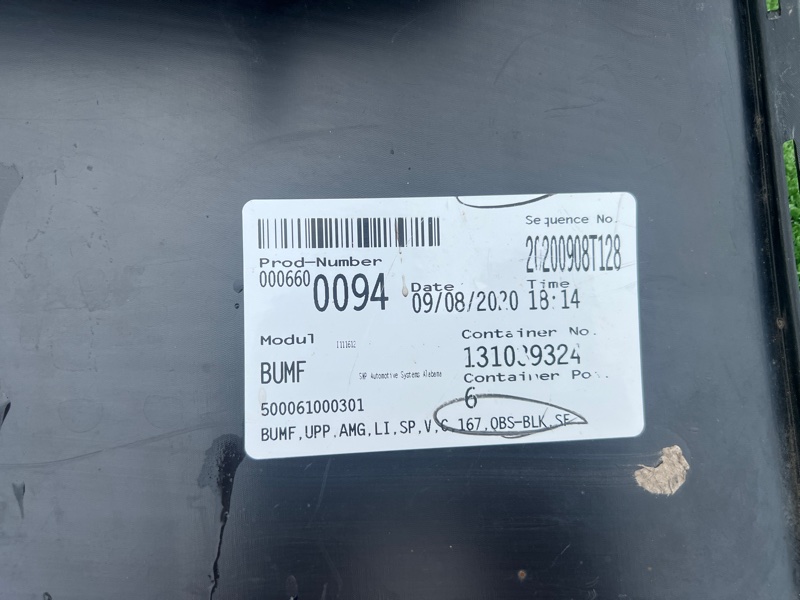 Sequence No.
Prod-Number
20200908T128
000660 0094
Date
Time
09/08/2020 18:14
Modul
Container No.
BUMF
SMP Automotive Systems Alabama
131039324
Container Pos.
6
500061000301
BUMF,UPP,AMG,LI,SP,V,C,167,OBS-BLK,SE